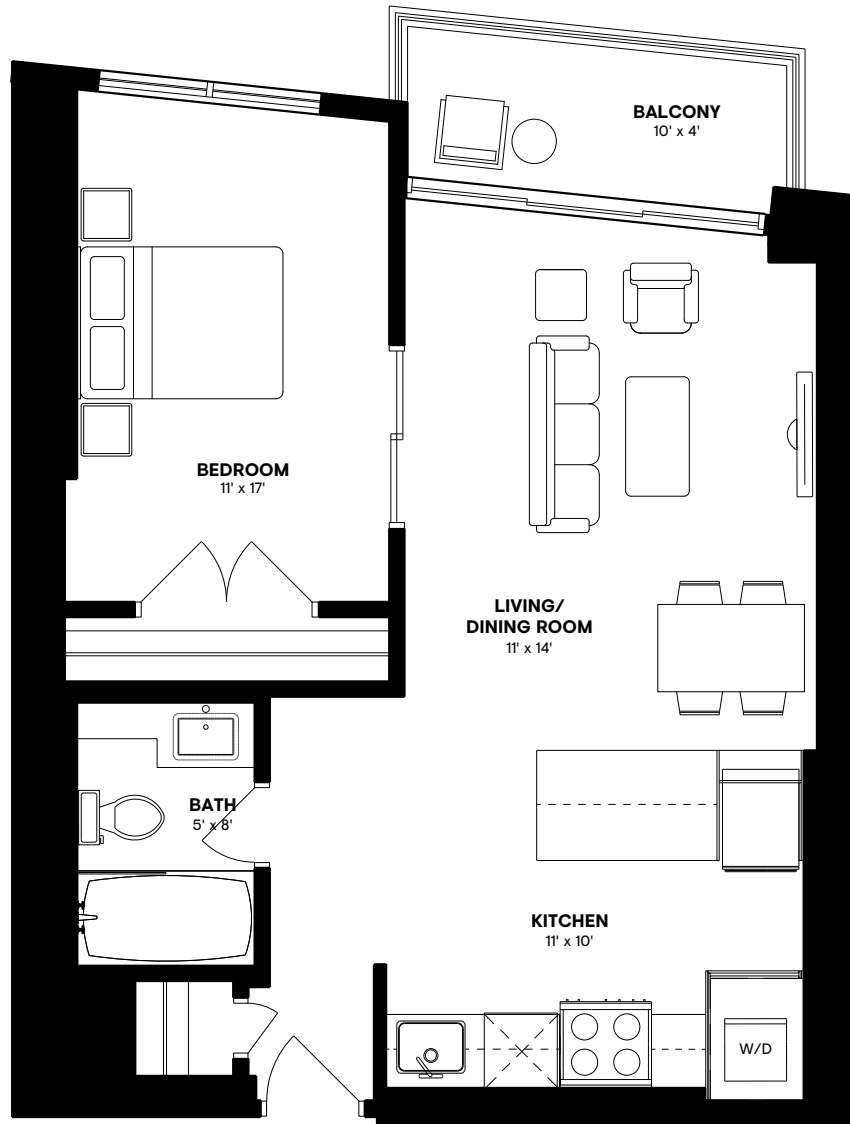 BALCONY
10' x 4'
BEDROOM
11' x 17'
LIVING/
DINING ROOM
11' x 14'
BATH
5' x 8'
KITCHEN
11' x 10'
W/D